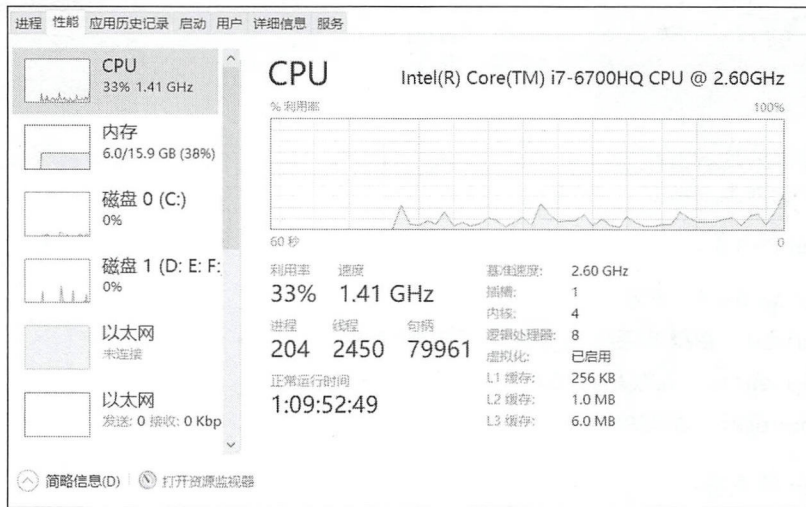 进程 性能 应用历史记录 启动 用户 详细信息 服务
CPU
33% 1.41 GHz
内存
6.0/15.9 GB (38%)
磁盘 0 (C:)
0%
磁盘 1 (D: E: F:
0%
以太网
未连接
以太网
发送: 0 接收: 0 Kbp
CPU
Intel(R) Core(TM) i7-6700HQ CPU @ 2.60GHz
% 利用率 100%
60 秒 0
利用率 速度
33% 1.41 GHz
进程 线程 句柄
204 2450 79961
正常运行时间
1:09:52:49
基准速度: 2.60 GHz
插槽: 1
内核: 4
逻辑处理器: 8
虚拟化: 已启用
L1 缓存: 256 KB
L2 缓存: 1.0 MB
L3 缓存: 6.0 MB
简略信息(D) 打开资源监视器